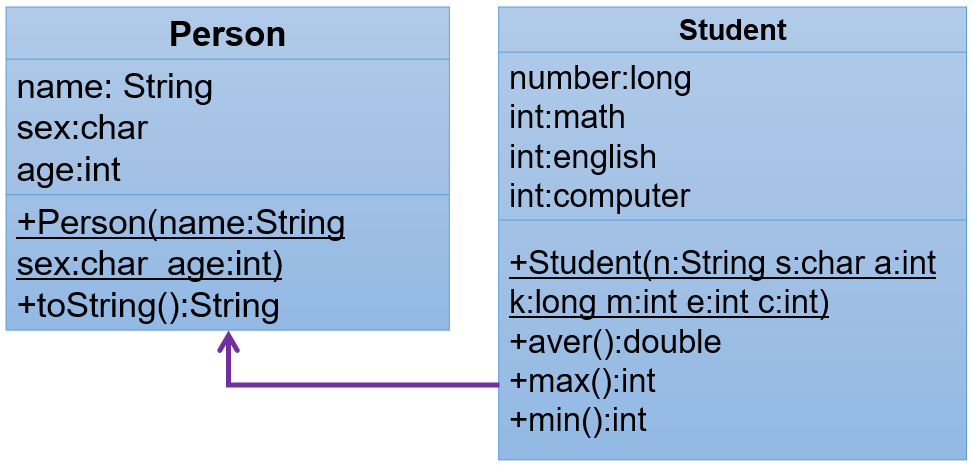 Person
name: String
sex:char
age:int
+Person(name:String
sex:char  age:int)
+toString():String
Student
number:long
int:math
int:english
int:computer
+Student(n:String s:char a:int
k:long m:int e:int c:int)
+aver():double
+max():int
+min():int